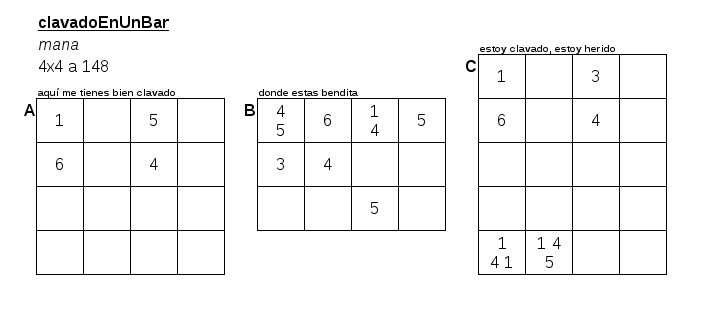 clavadoEnUnBar
mana
4x4 a 148
aquí me tienes bien clavado
A
1 5
6 4
donde estas bendita
B
4 6 1 5
5 4
3 4
5
estoy clavado, estoy herido
C
1 3
6 4
1 1 4
4 1 5